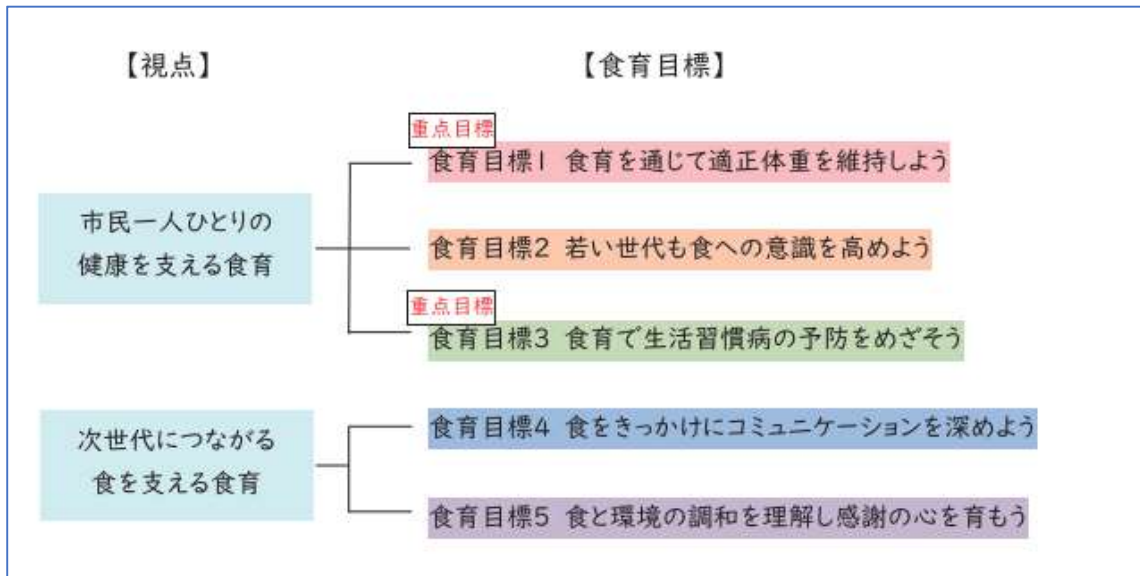 【視点】
【食育目標】
重点目標
食育目標1 食育を通じて適正体重を維持しよう
市民一人ひとりの
健康を支える食育
食育目標2 若い世代も食への意識を高めよう
重点目標
食育目標3 食育で生活習慣病の予防をめざそう
次世代につながる
食を支える食育
食育目標4 食をきっかけにコミュニケーションを深めよう
食育目標5 食と環境の調和を理解し感謝の心を育もう